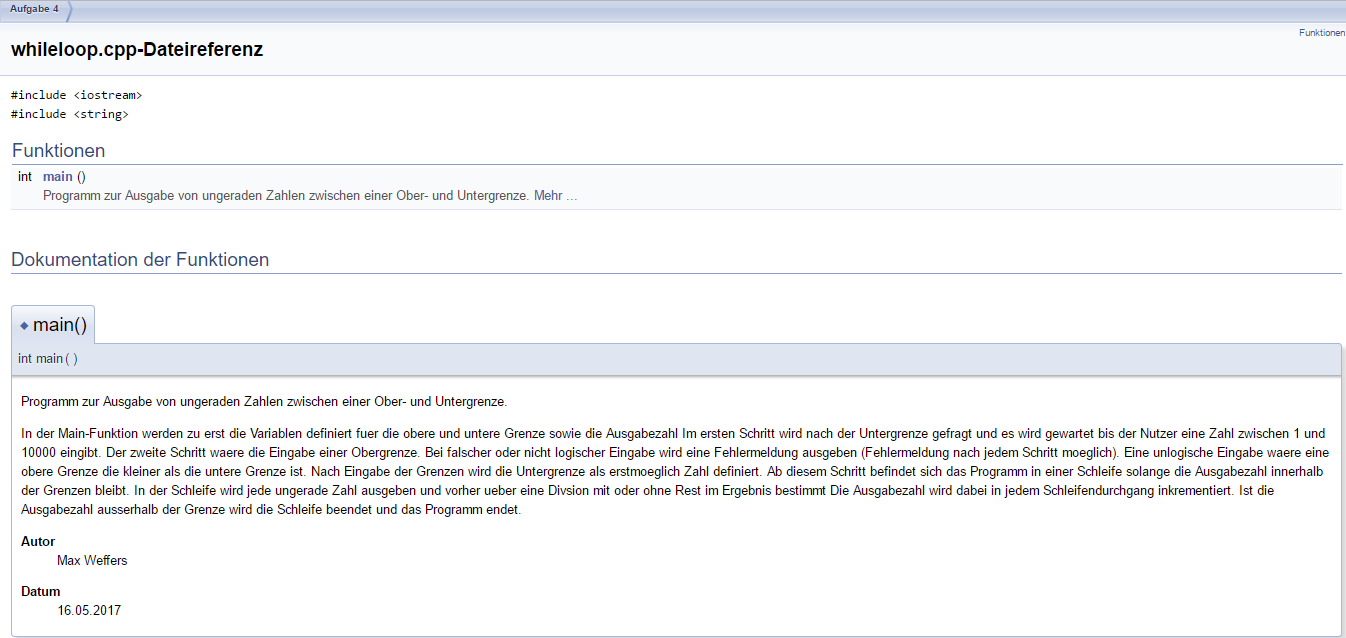 Aufgabe 4
Funktionen
whileloop.cpp-Dateireferenz
#include <iostream>
#include <string>
Funktionen
int main ()
Programm zur Ausgabe von ungeraden Zahlen zwischen einer Ober- und Untergrenze. Mehr ...
Dokumentation der Funktionen
◆ main()
int main ( )
Programm zur Ausgabe von ungeraden Zahlen zwischen einer Ober- und Untergrenze.
In der Main-Funktion werden zu erst die Variablen definiert fuer die obere und untere Grenze sowie die Ausgabezahl Im ersten Schritt wird nach der Untergrenze gefragt und es wird gewartet bis der Nutzer eine Zahl zwischen 1 und
10000 eingibt. Der zweite Schritt waere die Eingabe einer Obergrenze. Bei falscher oder nicht logischer Eingabe wird eine Fehlermeldung ausgeben (Fehlermeldung nach jedem Schritt moeglich). Eine unlogische Eingabe waere eine
obere Grenze die kleiner als die untere Grenze ist. Nach Eingabe der Grenzen wird die Untergrenze als erstmoeglich Zahl definiert. Ab diesem Schritt befindet sich das Programm in einer Schleife solange die Ausgabezahl innerhalb
der Grenzen bleibt. In der Schleife wird jede ungerade Zahl ausgeben und vorher ueber eine Divsion mit oder ohne Rest im Ergebnis bestimmt Die Ausgabezahl wird dabei in jedem Schleifendurchgang inkrementiert. Ist die
Ausgabezahl ausserhalb der Grenze wird die Schleife beendet und das Programm endet.
Autor
Max Weffers
Datum
16.05.2017